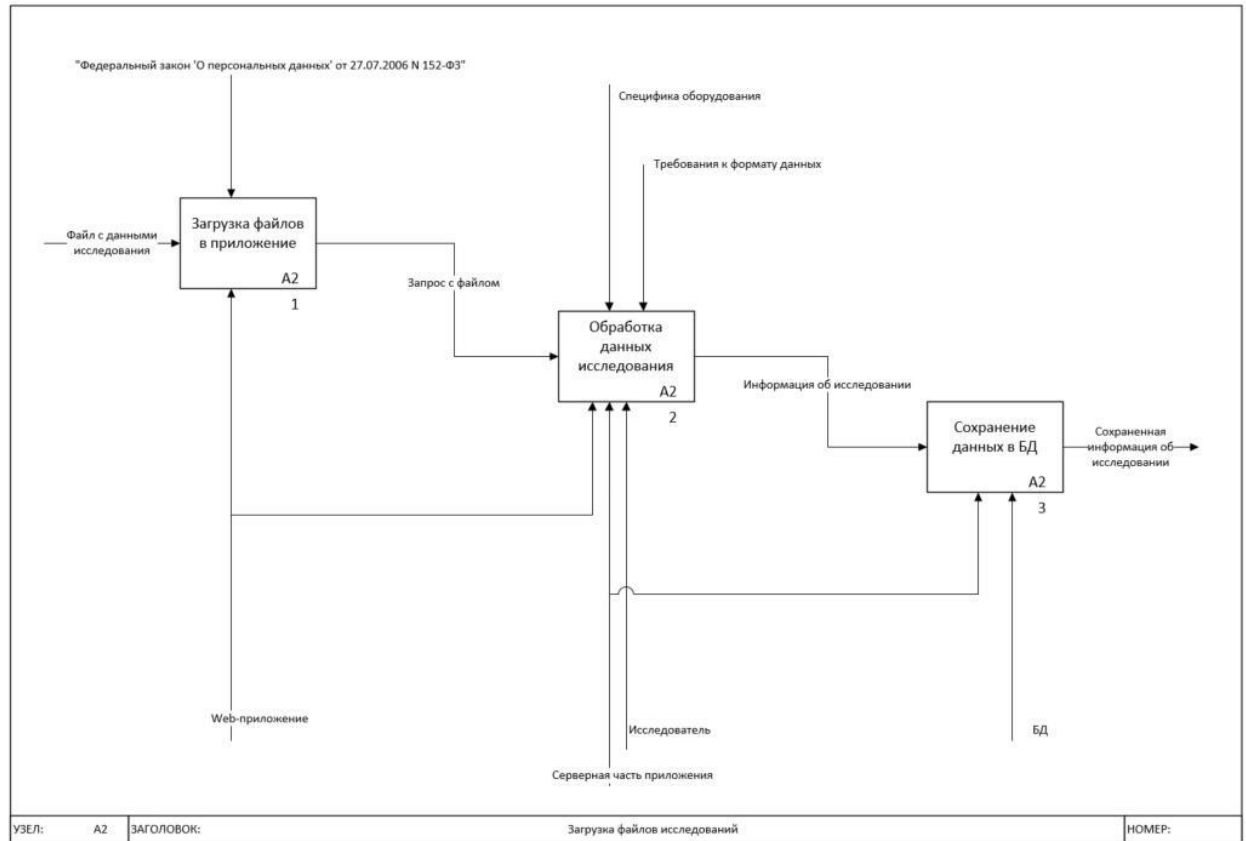 "Федеральный закон 'О персональных данных' от 27.07.2006 N 152-ФЗ"
Специфика оборудования
Требования к формату данных
Файл с данными
исследования
Загрузка файлов
в приложение
A2
1
Запрос с файлом
Обработка
данных
исследования
A2
2
Информация об исследовании
Сохранение
данных в БД
A2
3
Сохраненная
информация об
исследовании
Web-приложение
Исследователь
БД
Серверная часть приложения
УЗЕЛ: A2 ЗАГОЛОВОК: Загрузка файлов исследований НОМЕР: